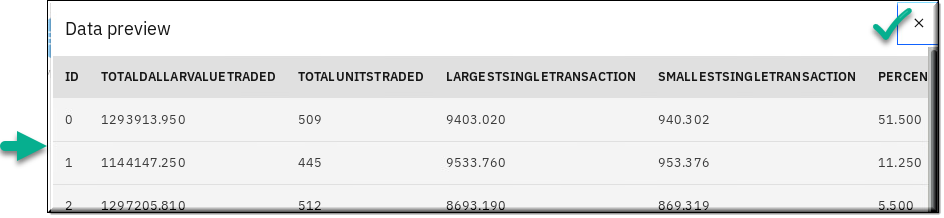 Data preview
ID TOTALDALLARVALUETRADED TOTALUNITSTRADED LARGESTSINGLETRANSACTION SMALLESTSINGLETRANSACTION PERCEN
0 1293913.950 509 9403.020 940.302 51.500
1 1144147.250 445 9533.760 953.376 11.250
2 1297205.810 512 8693.190 869.319 5.500